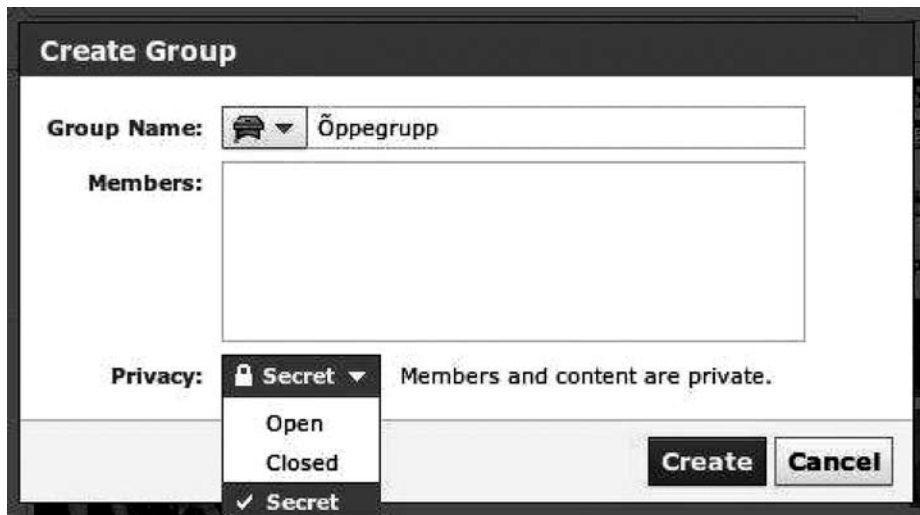 Create Group
Group Name: Õppegrupp
Members:
Privacy: Secret Members and content are private.
Open
Closed
✓ Secret
Create Cancel